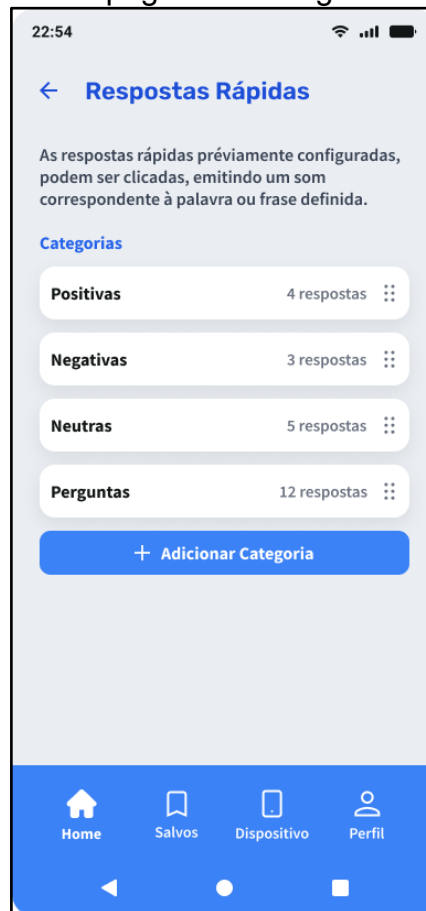 22:54
Respostas Rápidas
As respostas rápidas préviamente configuradas,
podem ser clicadas, emitindo um som
correspondente à palavra ou frase definida.
Categorias
Positivas 4 respostas
Negativas 3 respostas
Neutras 5 respostas
Perguntas 12 respostas
+ Adicionar Categoria
Home Salvos Dispositivo Perfil